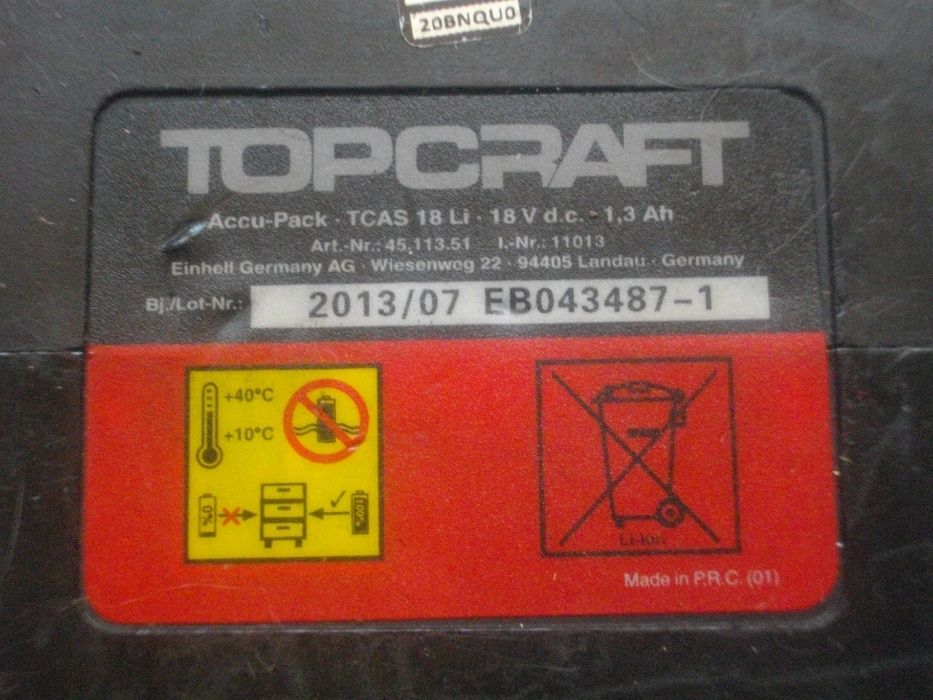 20BNQU0
TOPCRAFT
Accu-Pack · TCAS 18 Li · 18 V d.c. · 1,3 Ah
Art.-Nr.: 45.113.51 I.-Nr.: 11013
Einhell Germany AG · Wiesenweg 22 · 94405 Landau · Germany
Bj./Lot-Nr.: 2013/07 EB043487-1
+40°C
+10°C
0%
100%
Li-Ion
Made in P.R.C. (01)